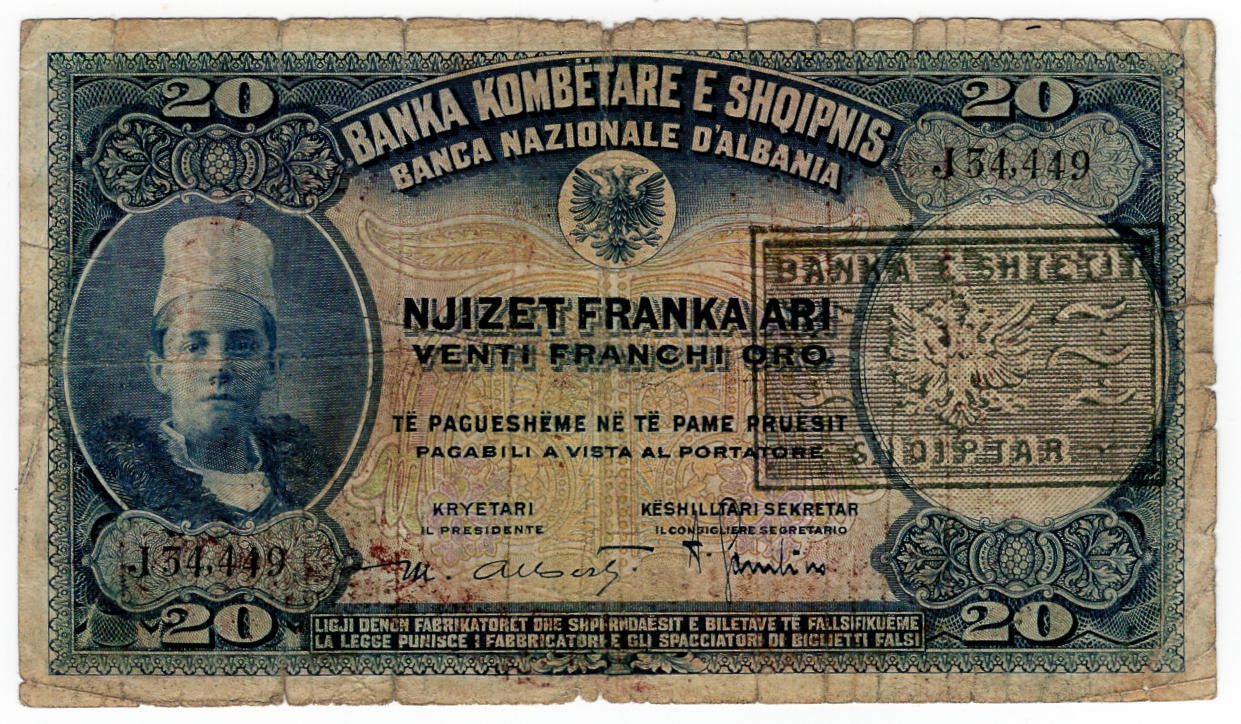 20
20
BANKA KOMBËTARE E SHQIPNIS
BANCA NAZIONALE D'ALBANIA
J34,449
BANKA E SHTETIT
NJIZET FRANKA ARI
VENTI FRANCHI ORO
TË PAGUESHËME NË TË PAME PRUËSIT
PAGABILI A VISTA AL PORTATORE
SHQIPTAR
KRYETARI
KËSHILLTARI SEKRETAR
IL PRESIDENTE
IL CONSIGLIERE SEGRETARIO
J34,449
20
20
LIGJI DENON FABRIKATORET DHE SHPËRNDAËSIT E BILETAVE TË FALLSIFIKUËME
LA LEGGE PUNISCE I FABBRICATORI E GLI SPACCIATORI DI BIGLIETTI FALSI